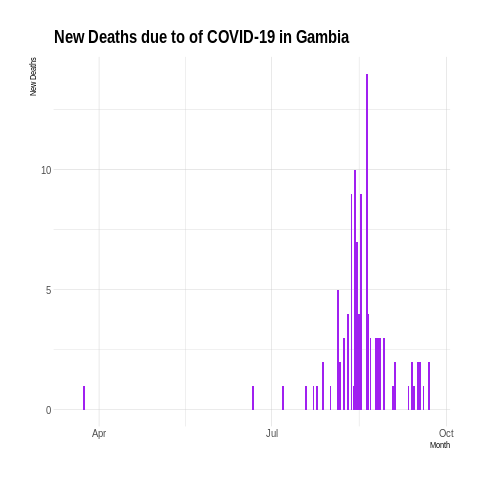 New Deaths due to of COVID-19 in Gambia
New Deaths
10
5
0
Apr
Jul
Oct
Month